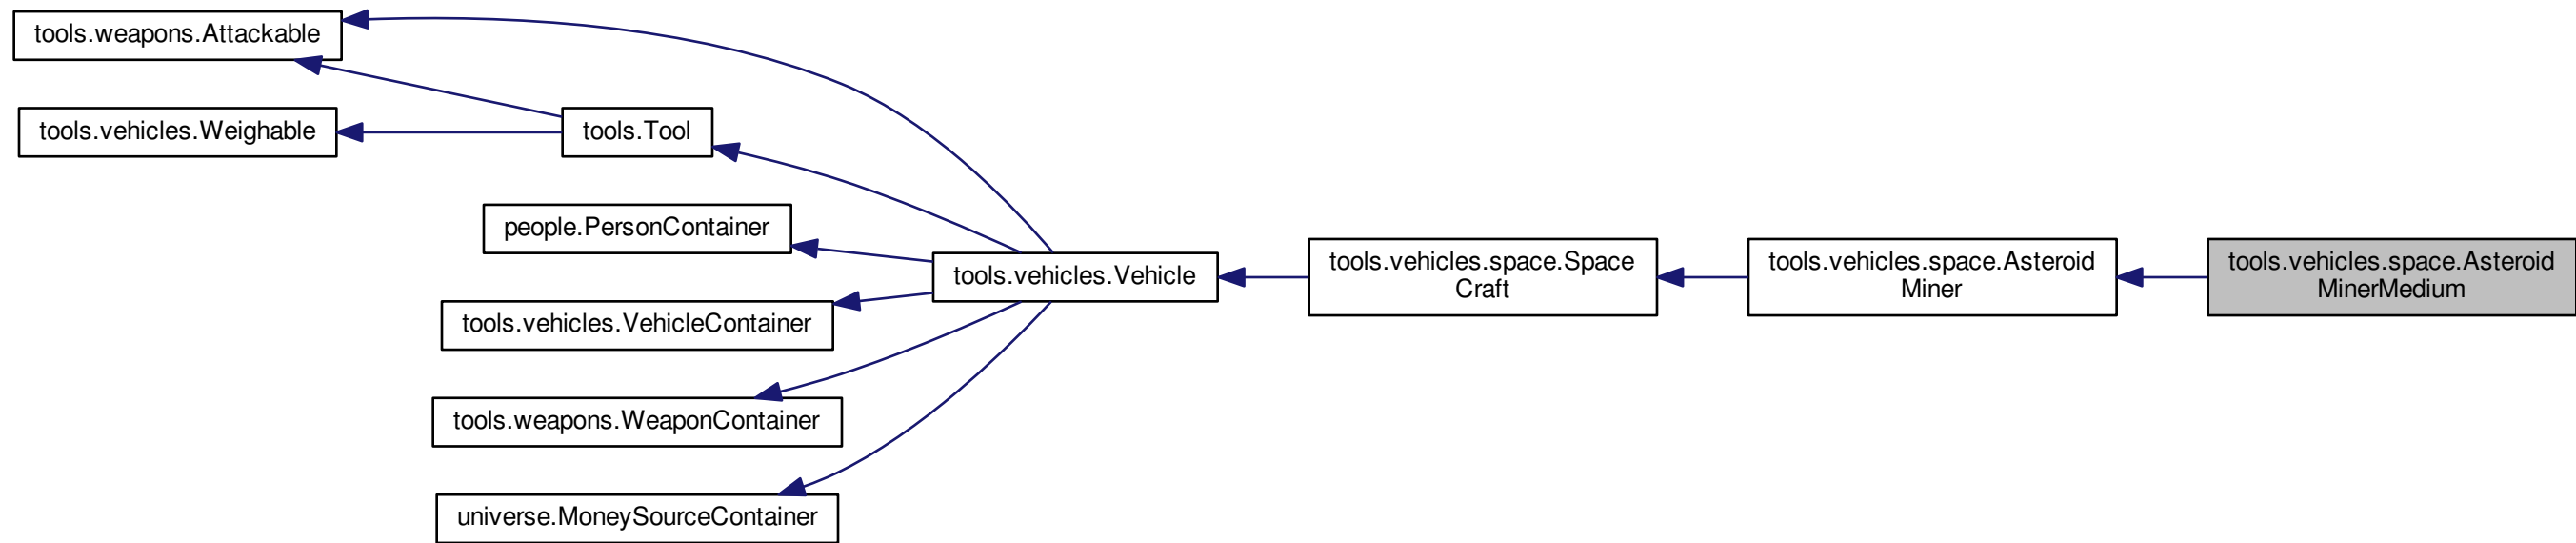 tools.weapons.Attackable
tools.vehicles.Weighable
tools.Tool
people.PersonContainer
tools.vehicles.VehicleContainer
tools.weapons.WeaponContainer
universe.MoneySourceContainer
tools.vehicles.Vehicle
tools.vehicles.space.Space
Craft
tools.vehicles.space.Asteroid
Miner
tools.vehicles.space.Asteroid
MinerMedium